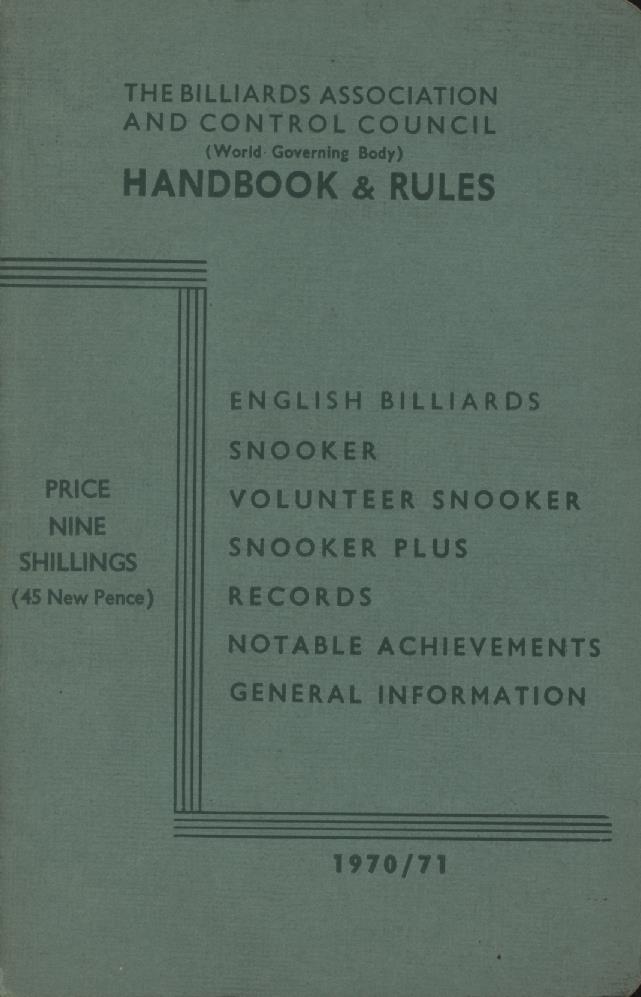 THE BILLIARDS ASSOCIATION
AND CONTROL COUNCIL
(World Governing Body)
HANDBOOK & RULES
ENGLISH BILLIARDS
SNOOKER
VOLUNTEER SNOOKER
SNOOKER PLUS
RECORDS
NOTABLE ACHIEVEMENTS
GENERAL INFORMATION
PRICE
NINE
SHILLINGS
(45 New Pence)
1970/71